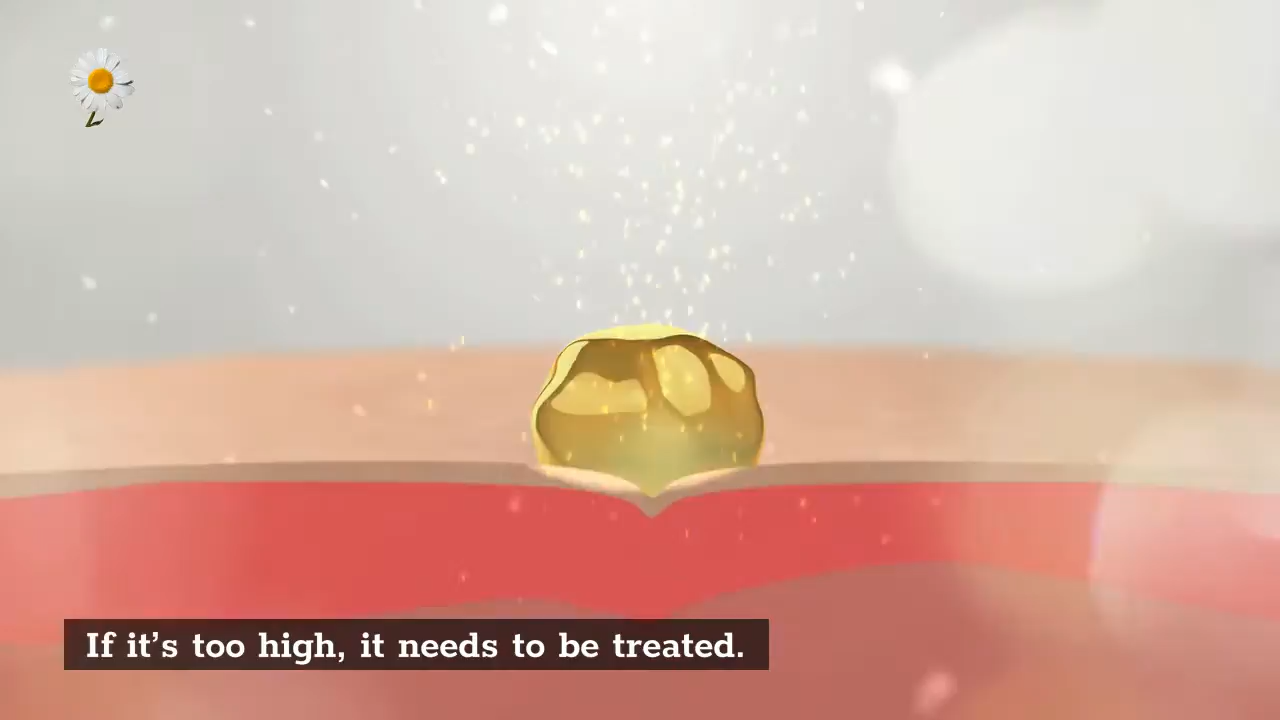 If it’s too high, it needs to be treated.